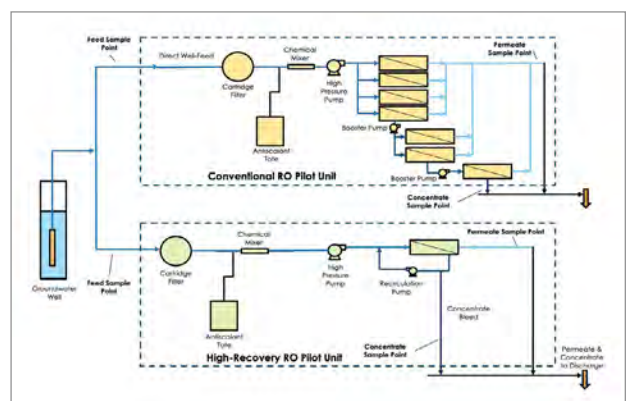 Feed Sample
Point
Direct Well-Feed
Cartridge
Filter
Chemical
Mixer
High
Pressure
Pump
Permeate
Sample Point
Antiscalant
Tote
Booster Pump
Booster Pump
Conventional RO Pilot Unit
Concentrate
Sample Point
Groundwater
Well
Feed Sample
Point
Cartridge
Filter
Chemical
Mixer
High
Pressure
Pump
Recirculation
Pump
Permeate Sample Point
Antiscalant
Tote
Concentrate
Bleed
Concentrate
Sample Point
High-Recovery RO Pilot Unit
Permeate &
Concentrate
to Discharge